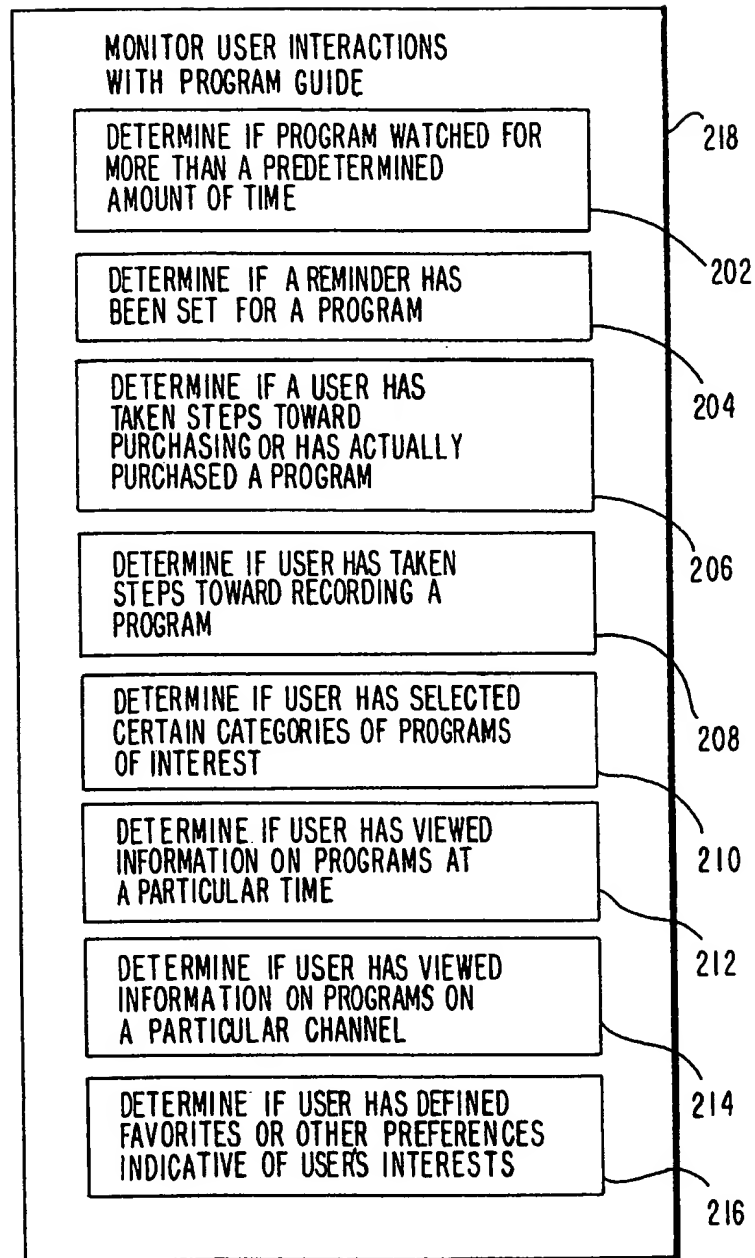 MONITOR USER INTERACTIONS
WITH PROGRAM GUIDE
218
DETERMINE IF PROGRAM WATCHED FOR
MORE THAN A PREDETERMINED
AMOUNT OF TIME
202
DETERMINE IF A REMINDER HAS
BEEN SET FOR A PROGRAM
204
DETERMINE IF A USER HAS
TAKEN STEPS TOWARD
PURCHASING OR HAS ACTUALLY
PURCHASED A PROGRAM
206
DETERMINE IF USER HAS TAKEN
STEPS TOWARD RECORDING A
PROGRAM
208
DETERMINE IF USER HAS SELECTED
CERTAIN CATEGORIES OF PROGRAMS
OF INTEREST
210
DETERMINE IF USER HAS VIEWED
INFORMATION ON PROGRAMS AT
A PARTICULAR TIME
212
DETERMINE IF USER HAS VIEWED
INFORMATION ON PROGRAMS ON
A PARTICULAR CHANNEL
214
DETERMINE IF USER HAS DEFINED
FAVORITES OR OTHER PREFERENCES
INDICATIVE OF USER'S INTERESTS
216